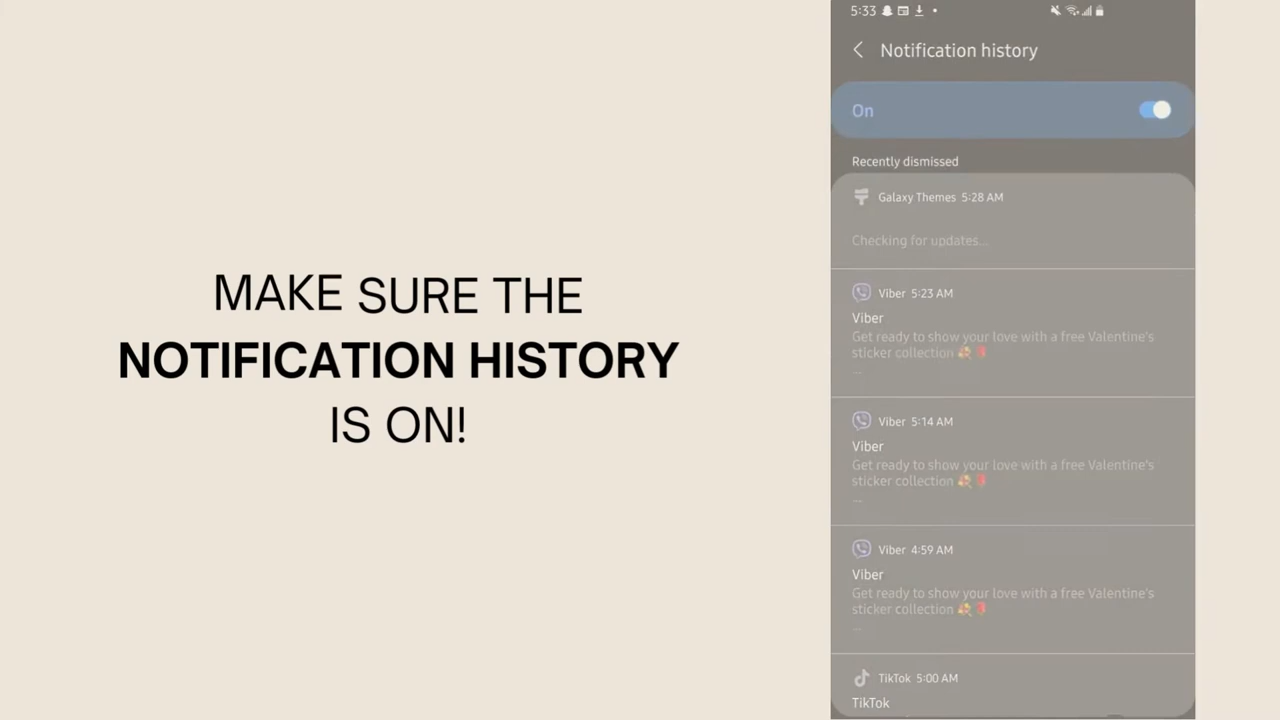 MAKE SURE THE
NOTIFICATION HISTORY
IS ON!
5:33
Notification history
On
Recently dismissed
Galaxy Themes 5:28 AM
Checking for updates...
Viber 5:23 AM
Viber
Get ready to show your love with a free Valentine's
sticker collection 💐🌹
...
Viber 5:14 AM
Viber
Get ready to show your love with a free Valentine's
sticker collection 💐🌹
...
Viber 4:59 AM
Viber
Get ready to show your love with a free Valentine's
sticker collection 💐🌹
...
TikTok 5:00 AM
TikTok